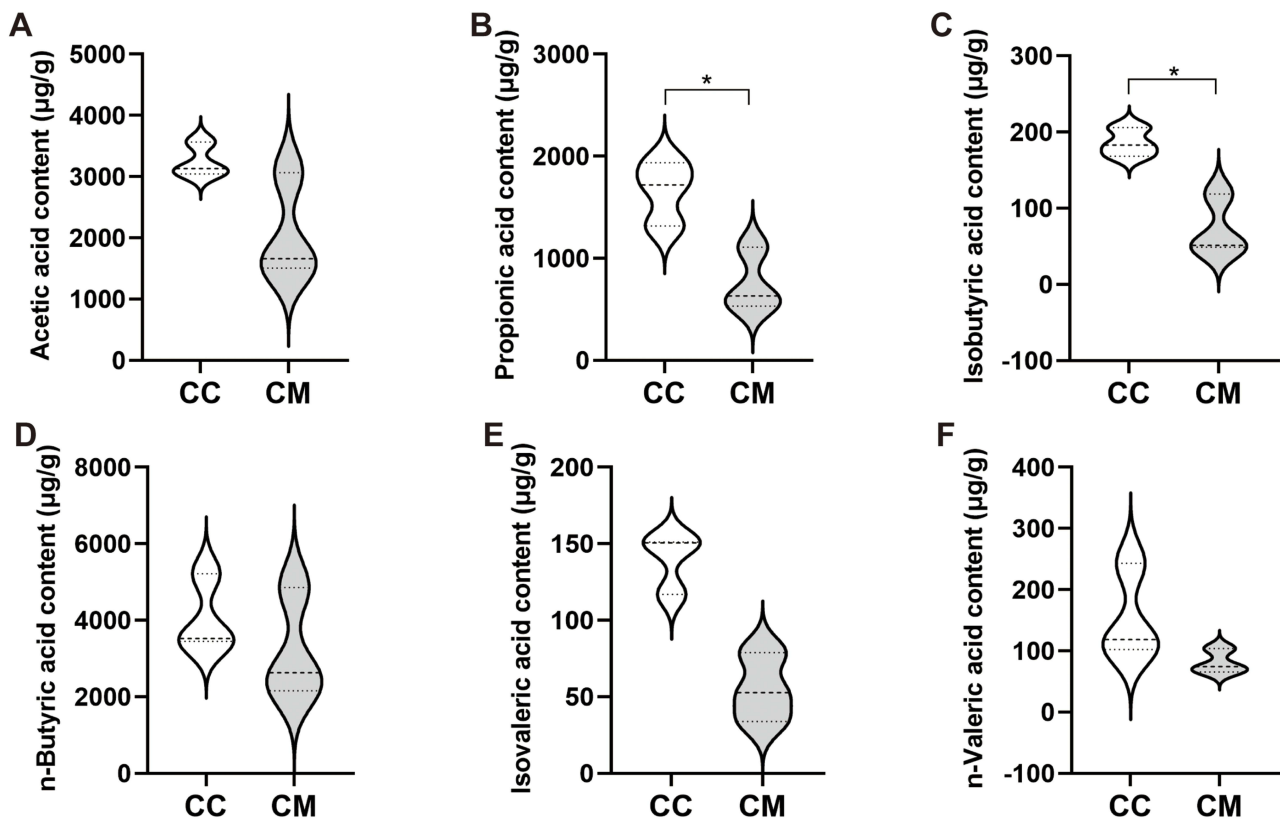 A
Acetic acid content (μg/g)
5000
4000
3000
2000
1000
0
CC CM
B
Propionic acid content (μg/g)
3000
2000
1000
0
*
CC CM
C
Isobutyric acid content (μg/g)
300
200
100
0
-100
*
CC CM
D
n-Butyric acid content (μg/g)
8000
6000
4000
2000
0
CC CM
E
Isovaleric acid content (μg/g)
200
150
100
50
0
CC CM
F
n-Valeric acid content (μg/g)
400
300
200
100
0
-100
CC CM